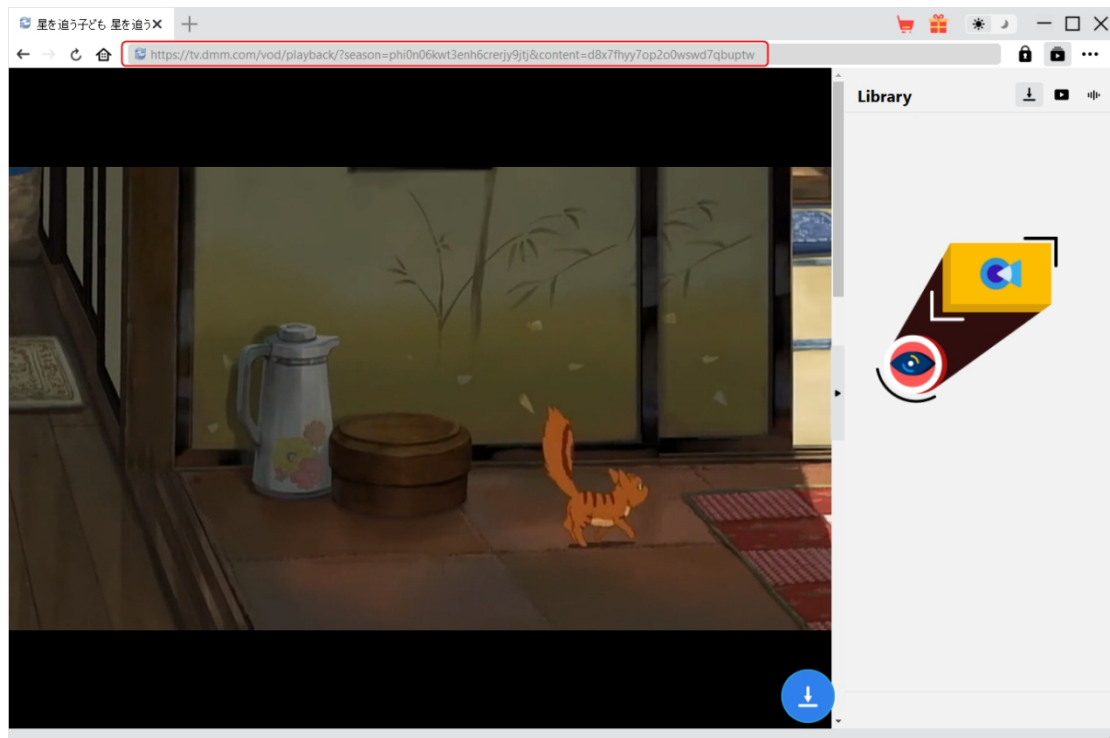 星を追う子ども 星を追う
https://tv.dmm.com/vod/playback/?season=phi0n06kwt3enh6crerjy9jtj&content=d8x7fhyy7op2o0wswd7qbuptw
Library